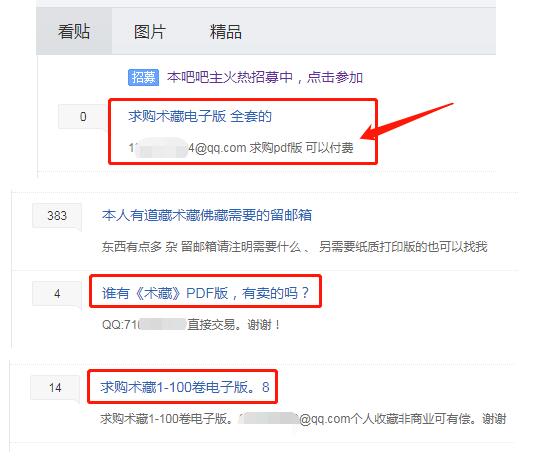 看贴 图片 精品
招募 本吧吧主火热招募中，点击参加
0 求购术藏电子版 全套的
1 4@qq.com 求购pdf版 可以付费
383 本人有道藏术藏佛藏需要的留邮箱
东西有点多 杂 留邮箱请注明需要什么 、 另需要纸质打印版的也可以找我
4 谁有《术藏》PDF版，有卖的吗？
QQ:71 直接交易。谢谢！
14 求购术藏1-100卷电子版。8
求购术藏1-100卷电子版。 @qq.com个人收藏非商业可有偿。谢谢